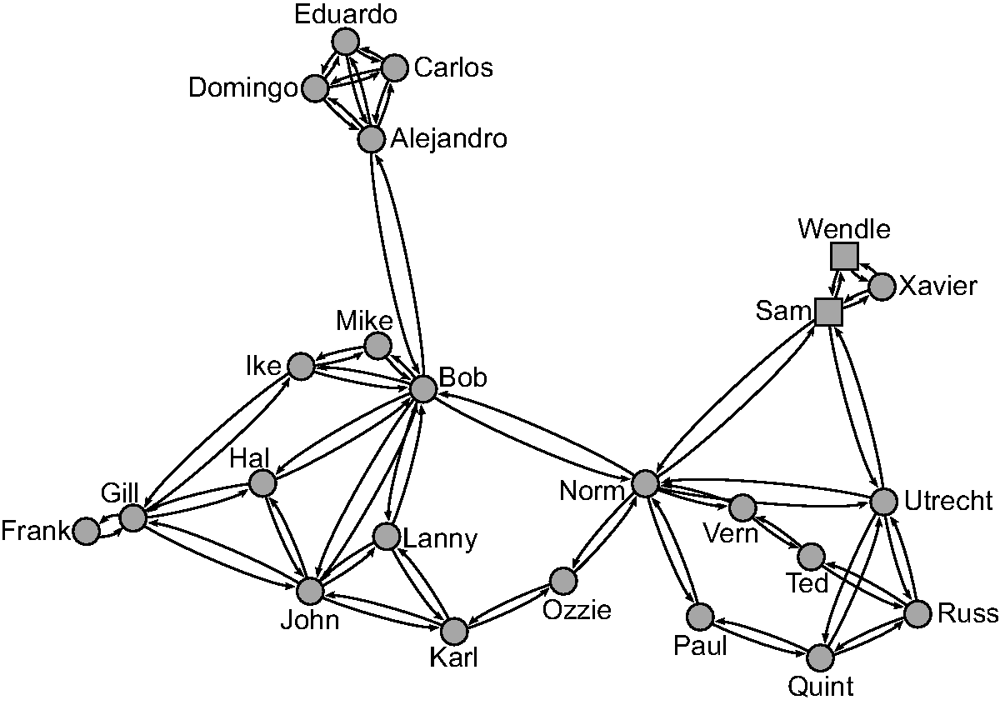 Eduardo
Carlos
Domingo
Alejandro
Wendle
Xavier
Sam
Mike
Ike
Bob
Hal
Gill
Norm
Utrecht
Frank
Vern
Lanny
Ted
John
Ozzie
Russ
Paul
Karl
Quint